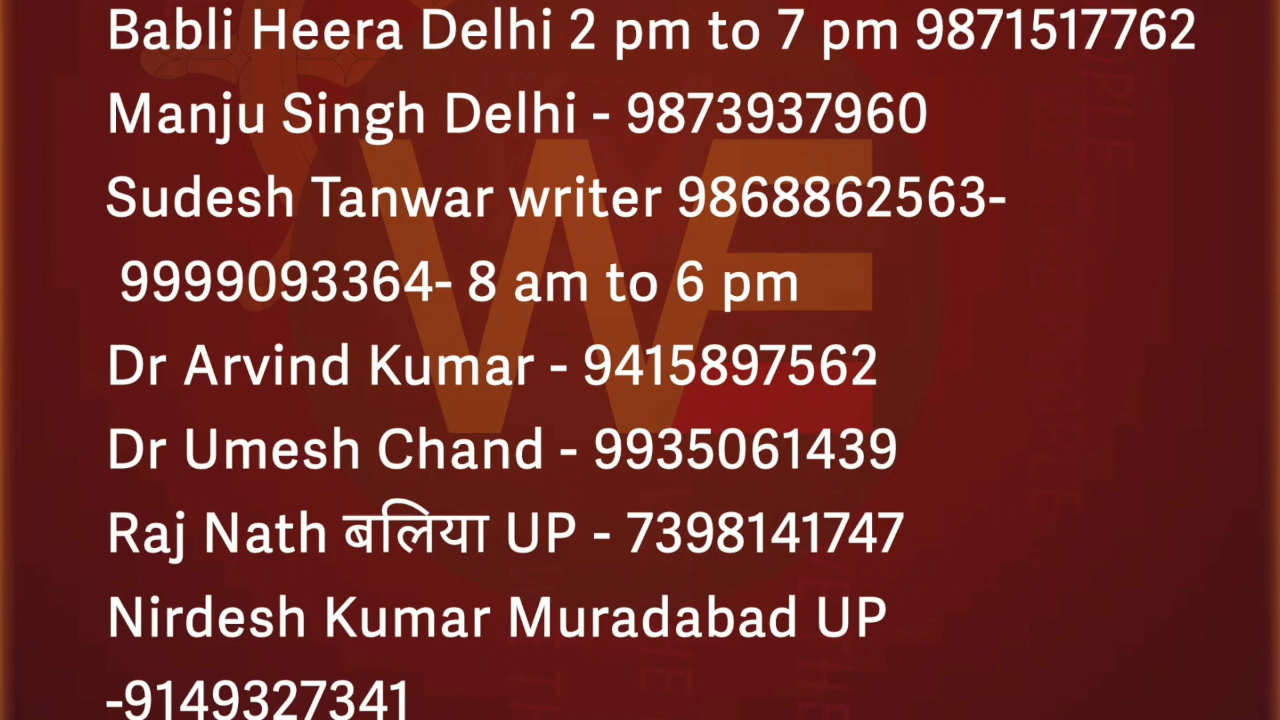 Babli Heera Delhi 2 pm to 7 pm 9871517762
Manju Singh Delhi - 9873937960
Sudesh Tanwar writer 9868862563-
9999093364- 8 am to 6 pm
Dr Arvind Kumar - 9415897562
Dr Umesh Chand - 9935061439
Raj Nath बलिया UP - 7398141747
Nirdesh Kumar Muradabad UP
-9149327341
WE